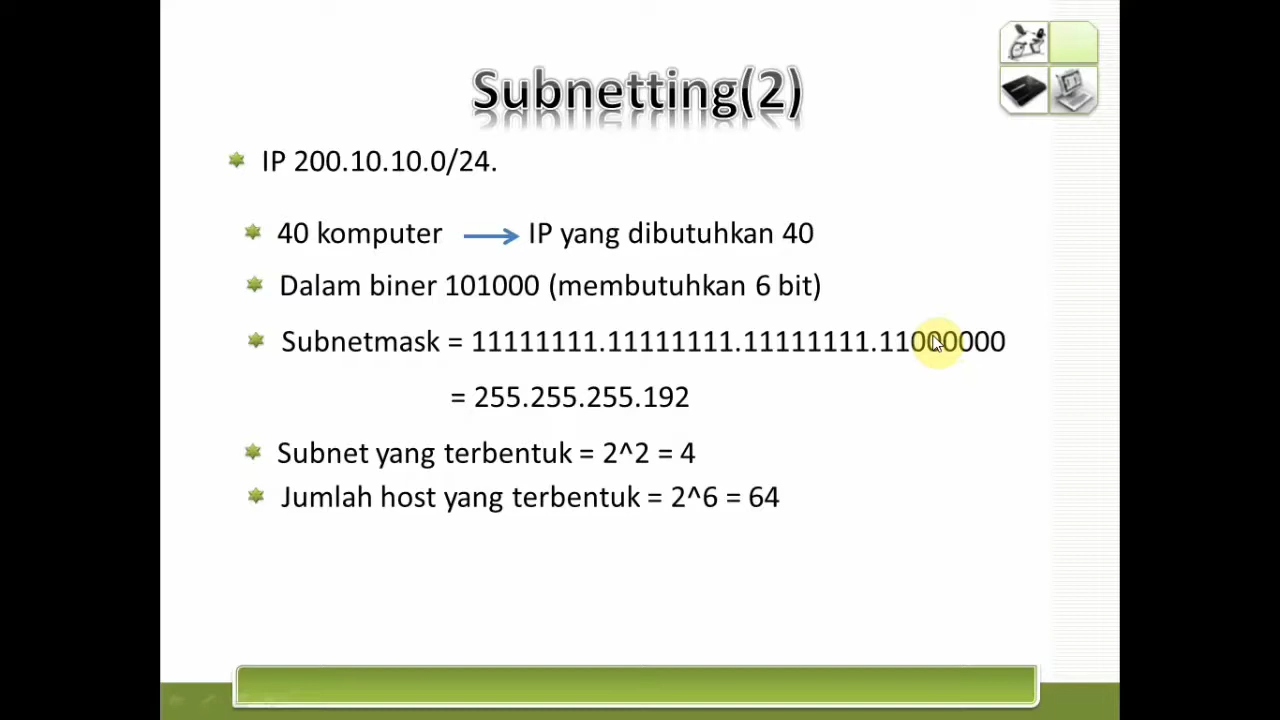 Subnetting(2)
IP 200.10.10.0/24.
40 komputer → IP yang dibutuhkan 40
Dalam biner 101000 (membutuhkan 6 bit)
Subnetmask = 11111111.11111111.11111111.11000000
= 255.255.255.192
Subnet yang terbentuk = 2^2 = 4
Jumlah host yang terbentuk = 2^6 = 64